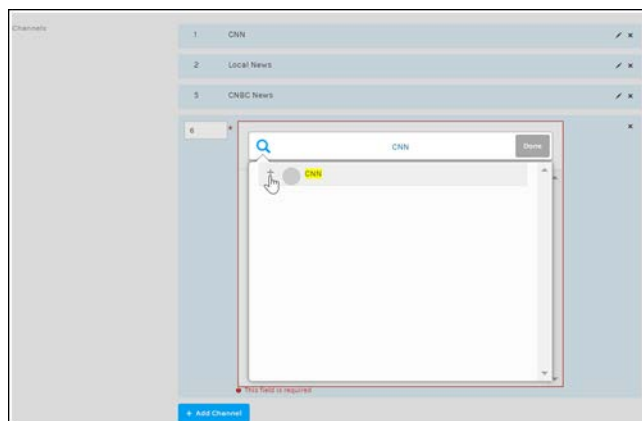 Channels
1 CNN
2 Local News
5 CNBC News
6 *
CNN Done
CNN
This field is required
+ Add Channel